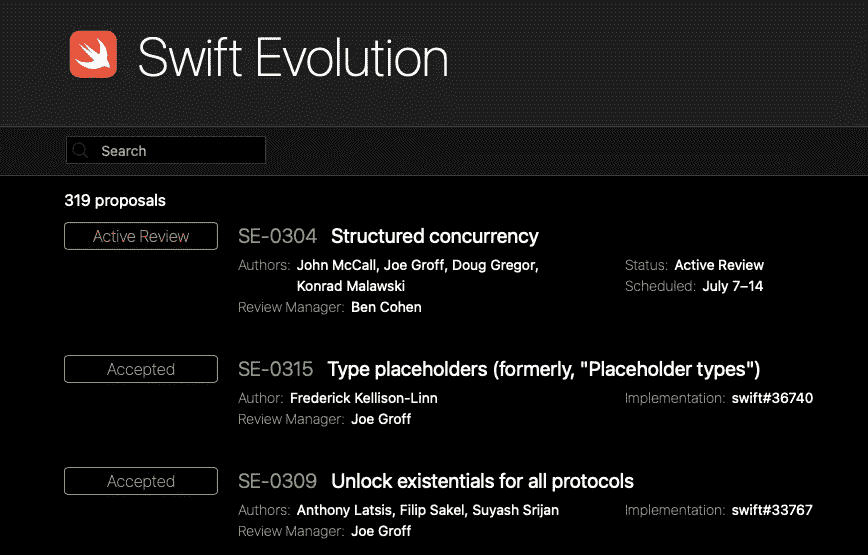 Swift Evolution
Search
319 proposals
Active Review
SE-0304 Structured concurrency
Authors: John McCall, Joe Groff, Doug Gregor,
Konrad Malawski
Review Manager: Ben Cohen
Status: Active Review
Scheduled: July 7–14
Accepted
SE-0315 Type placeholders (formerly, "Placeholder types")
Author: Frederick Kellison-Linn
Review Manager: Joe Groff
Implementation: swift#36740
Accepted
SE-0309 Unlock existentials for all protocols
Authors: Anthony Latsis, Filip Sakel, Suyash Srijan
Review Manager: Joe Groff
Implementation: swift#33767